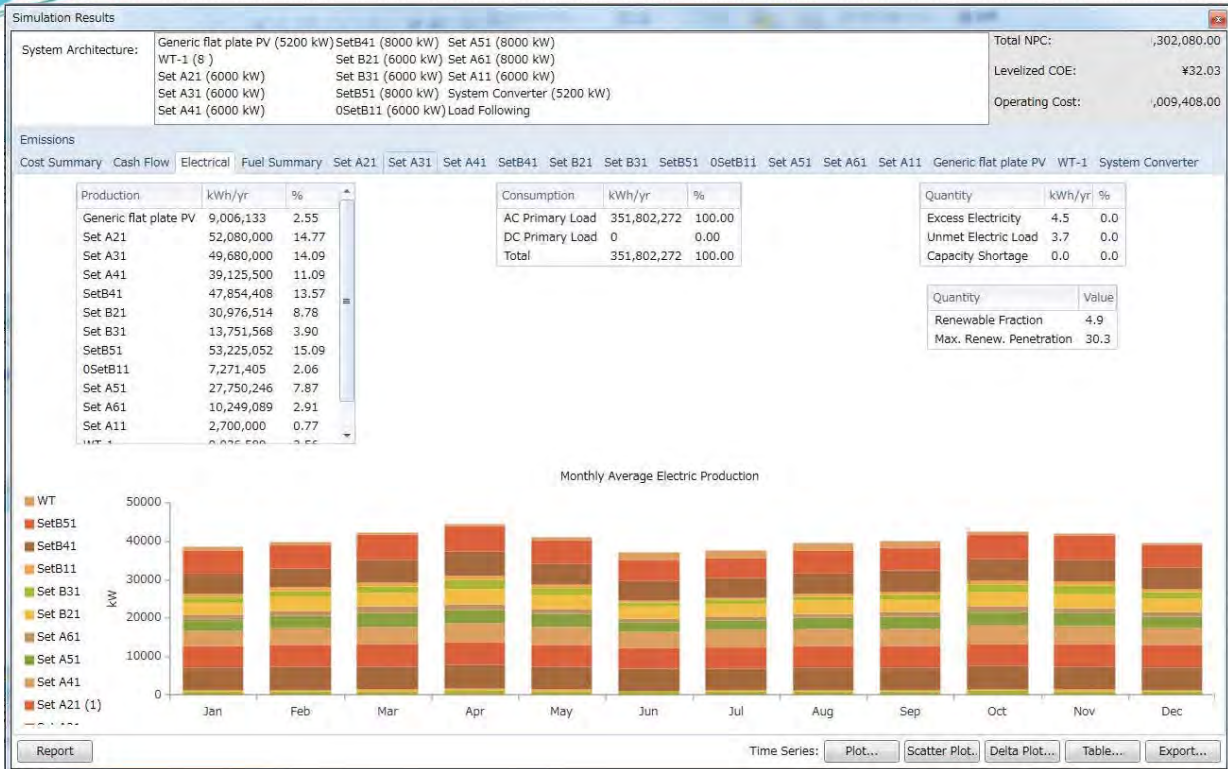 Simulation Results
System Architecture:
Generic flat plate PV (5200 kW) SetB41 (8000 kW) Set A51 (8000 kW)
WT-1 (8 ) Set B21 (6000 kW) Set A61 (8000 kW)
Set A21 (6000 kW) Set B31 (6000 kW) Set A11 (6000 kW)
Set A31 (6000 kW) SetB51 (8000 kW) System Converter (5200 kW)
Set A41 (6000 kW) 0SetB11 (6000 kW) Load Following
Total NPC: ,302,080.00
Levelized COE: ¥32.03
Operating Cost: ,009,408.00
Emissions
Cost Summary Cash Flow Electrical Fuel Summary Set A21 Set A31 Set A41 SetB41 Set B21 Set B31 SetB51 0SetB11 Set A51 Set A61 Set A11 Generic flat plate PV WT-1 System Converter
Production kWh/yr %
Generic flat plate PV 9,006,133 2.55
Set A21 52,080,000 14.77
Set A31 49,680,000 14.09
Set A41 39,125,500 11.09
SetB41 47,854,408 13.57
Set B21 30,976,514 8.78
Set B31 13,751,568 3.90
SetB51 53,225,052 15.09
0SetB11 7,271,405 2.06
Set A51 27,750,246 7.87
Set A61 10,249,089 2.91
Set A11 2,700,000 0.77
Consumption kWh/yr %
AC Primary Load 351,802,272 100.00
DC Primary Load 0 0.00
Total 351,802,272 100.00
Quantity kWh/yr %
Excess Electricity 4.5 0.0
Unmet Electric Load 3.7 0.0
Capacity Shortage 0.0 0.0
Quantity Value
Renewable Fraction 4.9
Max. Renew. Penetration 30.3
Monthly Average Electric Production
WT
SetB51
SetB41
SetB11
Set B31
Set B21
Set A61
Set A51
Set A41
Set A21 (1)
kW
50000
40000
30000
20000
10000
0
Jan Feb Mar Apr May Jun Jul Aug Sep Oct Nov Dec
Report
Time Series: Plot... Scatter Plot.. Delta Plot... Table... Export...